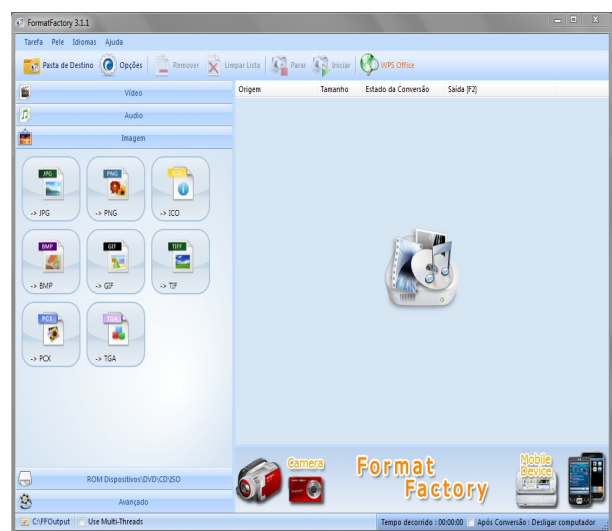 FormatFactory 3.1.1
Tarefa Pele Idiomas Ajuda
Pasta de Destino Opções Remover Limpar Lista Parar Iniciar WPS Office
Vídeo
Audio
Imagem
Origem Tamanho Estado da Conversão Saída [F2]
JPG PNG ICO
-> JPG -> PNG -> ICO
BMP GIF TIFF
-> BMP -> GIF -> TIF
PCX TGA
-> PCX -> TGA
ROM Dispositivos\DVD\CD\ISO
Avançado
Camera
Format
Factory
Mobile
Device
C:\FFOutput Use Multi-Threads Tempo decorrido : 00:00:00 Após Conversão : Desligar computador